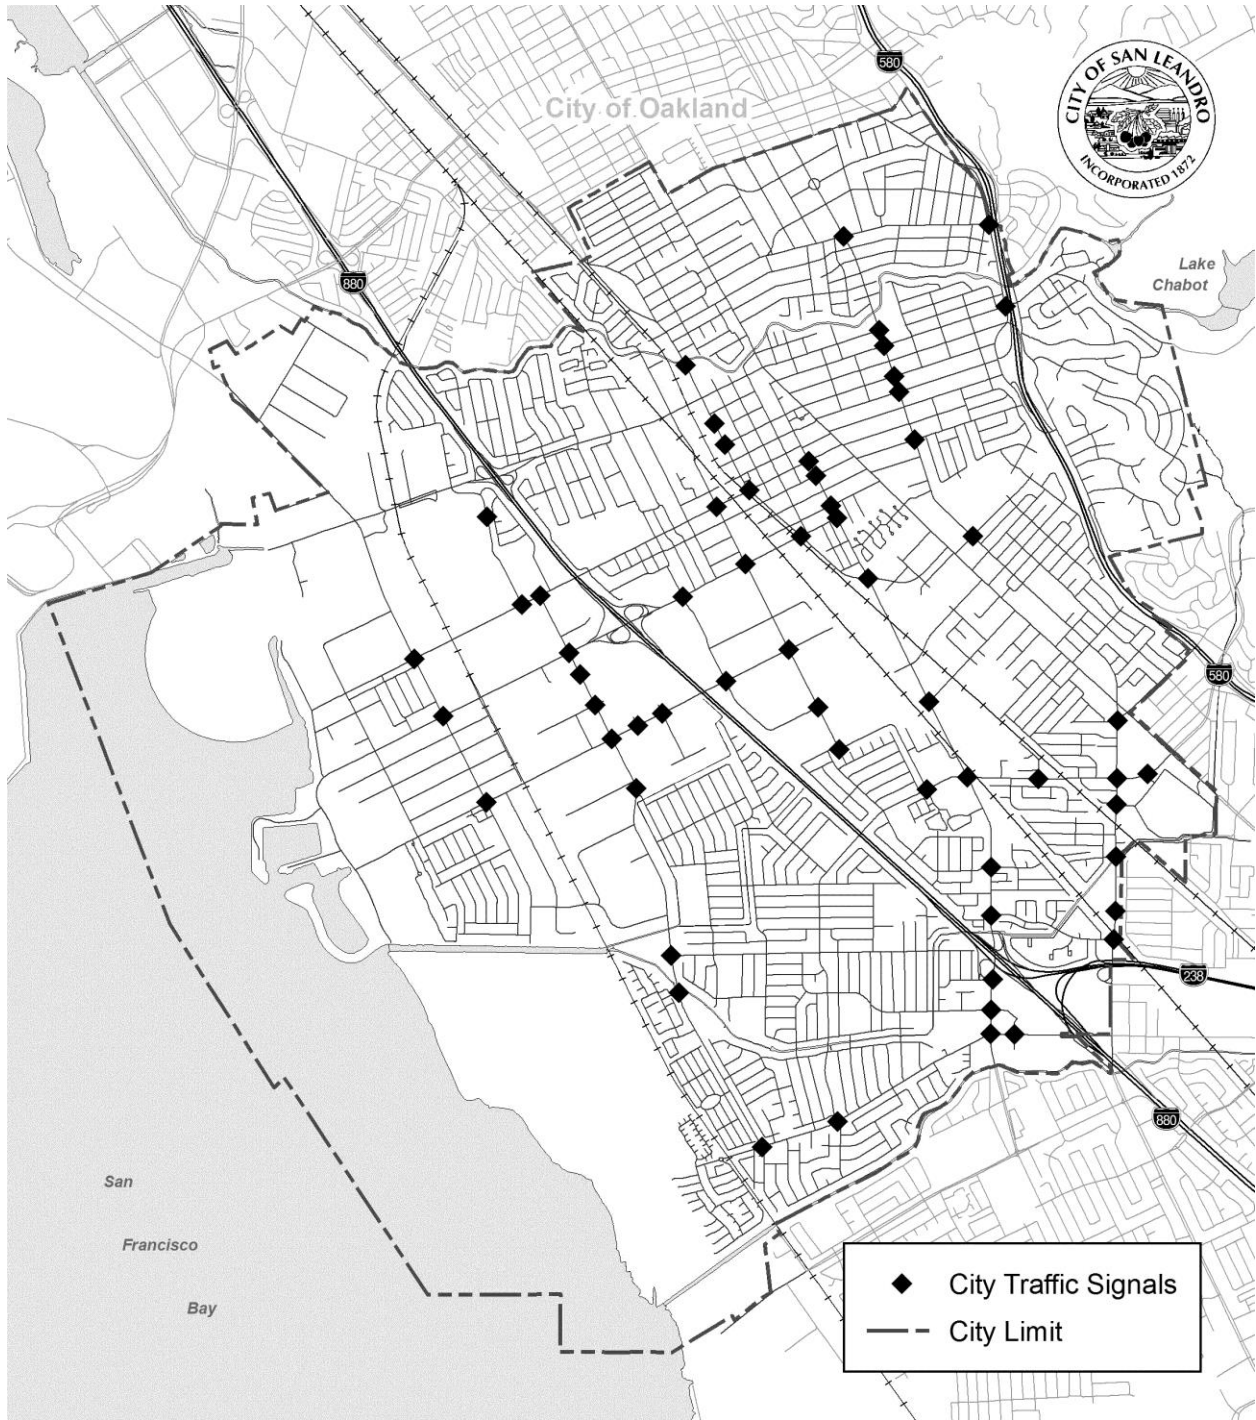 580
CITY OF SAN LEANDRO
INCORPORATED 1872
City of Oakland
Lake
Chabot
880
580
238
880
San
Francisco
Bay
City Traffic Signals
City Limit